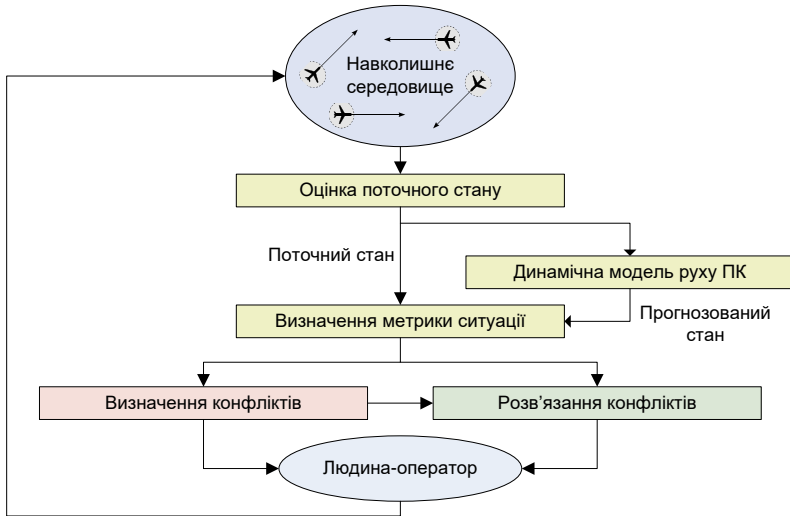 Навколишнє
середовище
Оцінка поточного стану
Поточний стан
Динамічна модель руху ПК
Визначення метрики ситуації
Прогнозований
стан
Визначення конфліктів
Розв'язання конфліктів
Людина-оператор